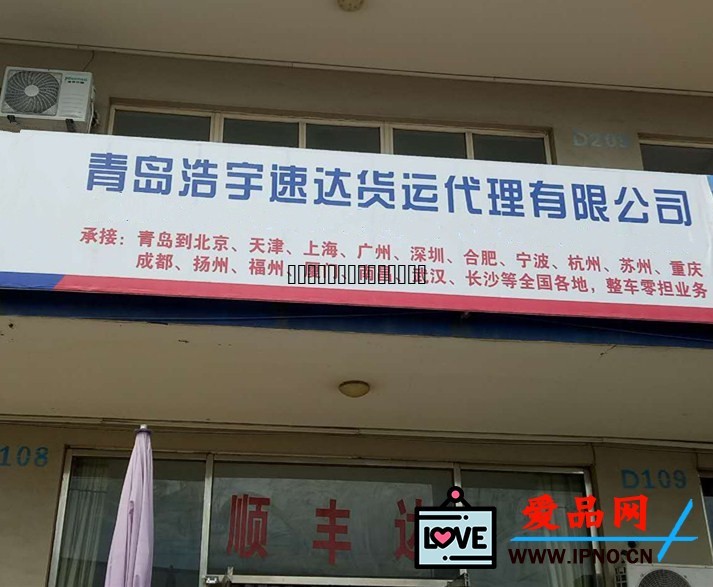 D209
青岛浩宇速达货运代理有限公司
承接：青岛到北京、天津、上海、广州、深圳、合肥、宁波、杭州、苏州、重庆
成都、扬州、福州
汉、长沙等全国各地，整车零担业务
108
D109
顺丰达
LOVE
爱品网
WWW.IPNO.CN